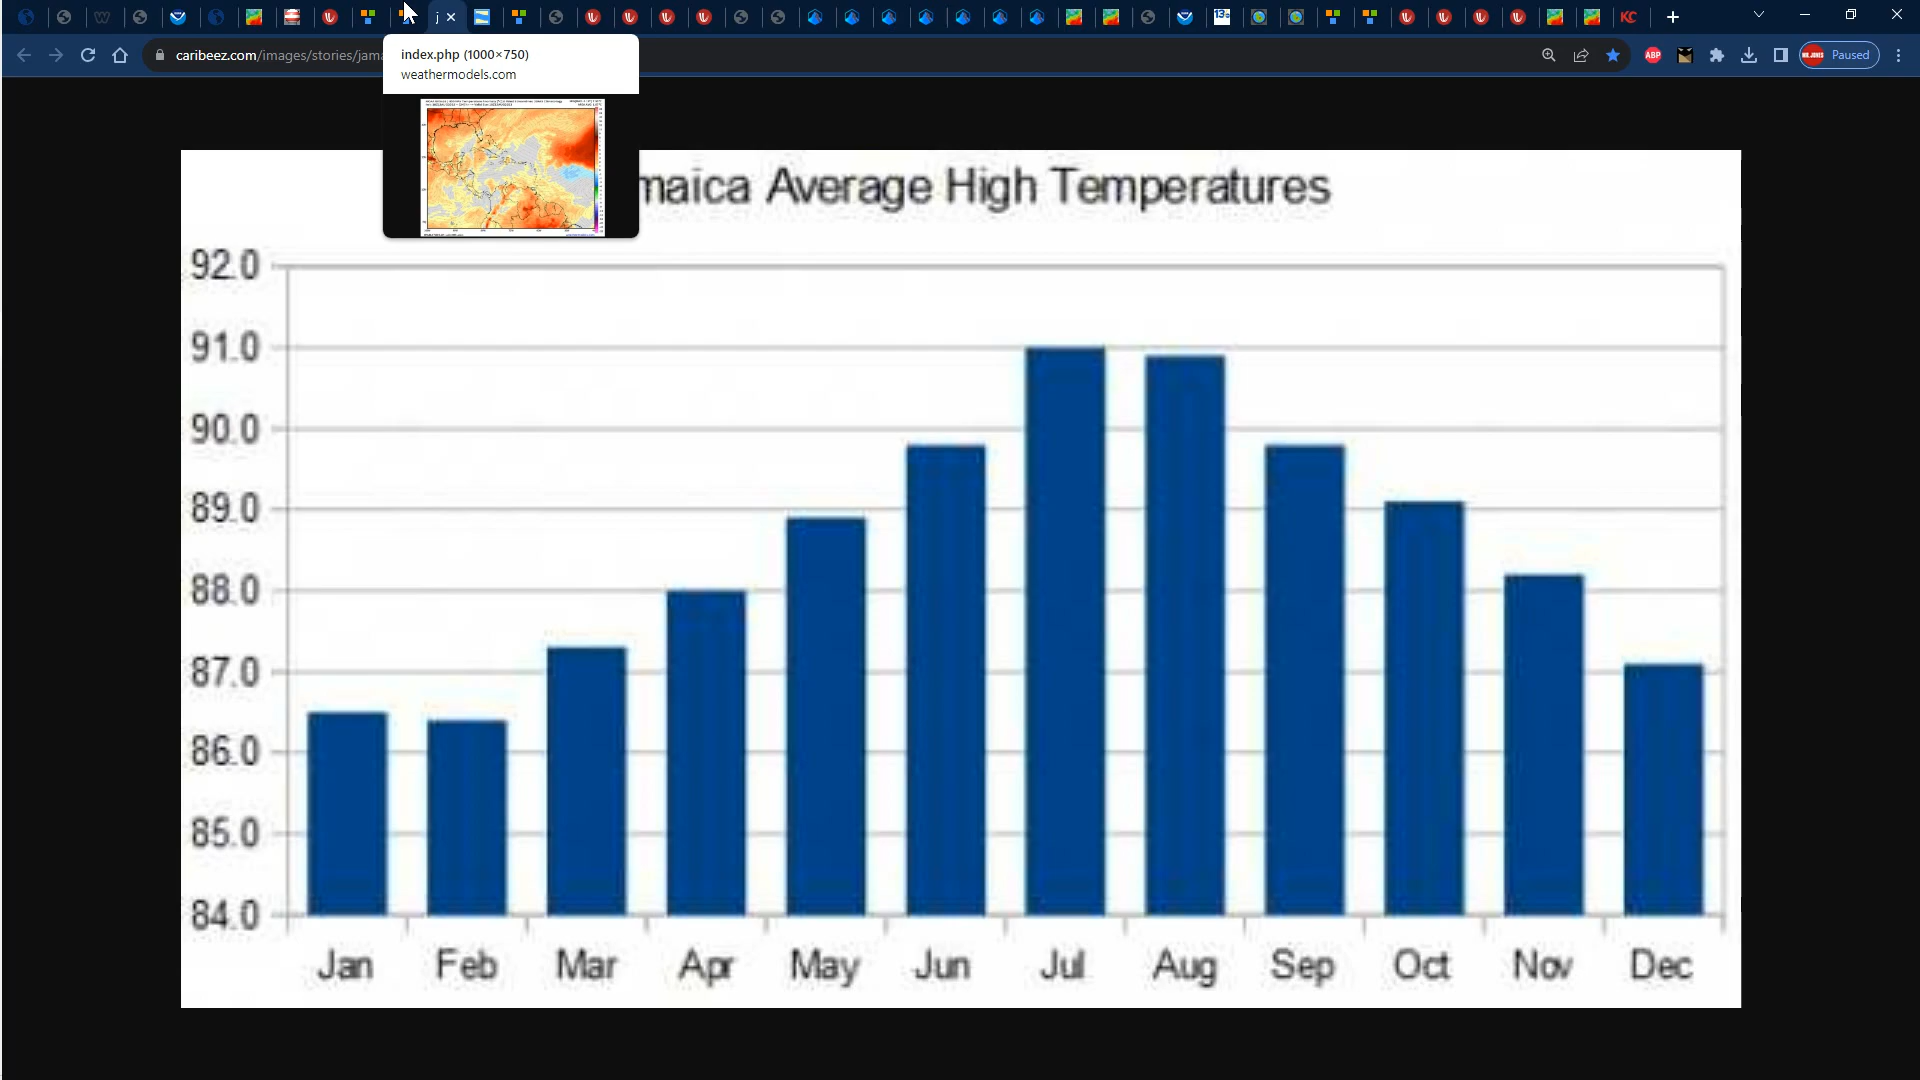 caribeez.com/images/stories/jam
Paused
index.php (1000×750)
weathermodels.com
maica Average High Temperatures
92.0
91.0
90.0
89.0
88.0
87.0
86.0
85.0
84.0
Jan Feb Mar Apr May Jun Jul Aug Sep Oct Nov Dec